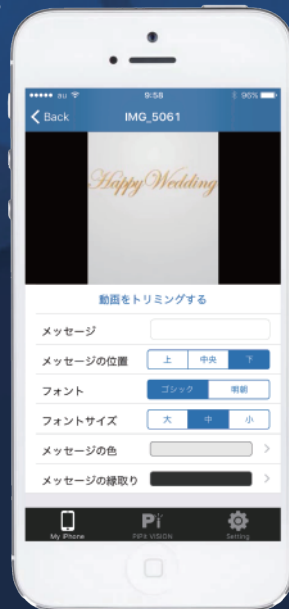 au 9:58 96%
Back IMG_5061
Happy Wedding
動画をトリミングする
メッセージ
メッセージの位置 上 中央 下
フォント ゴシック 明朝
フォントサイズ 大 中 小
メッセージの色
メッセージの縁取り
Pi
My iPhone PiPit VISION Setting